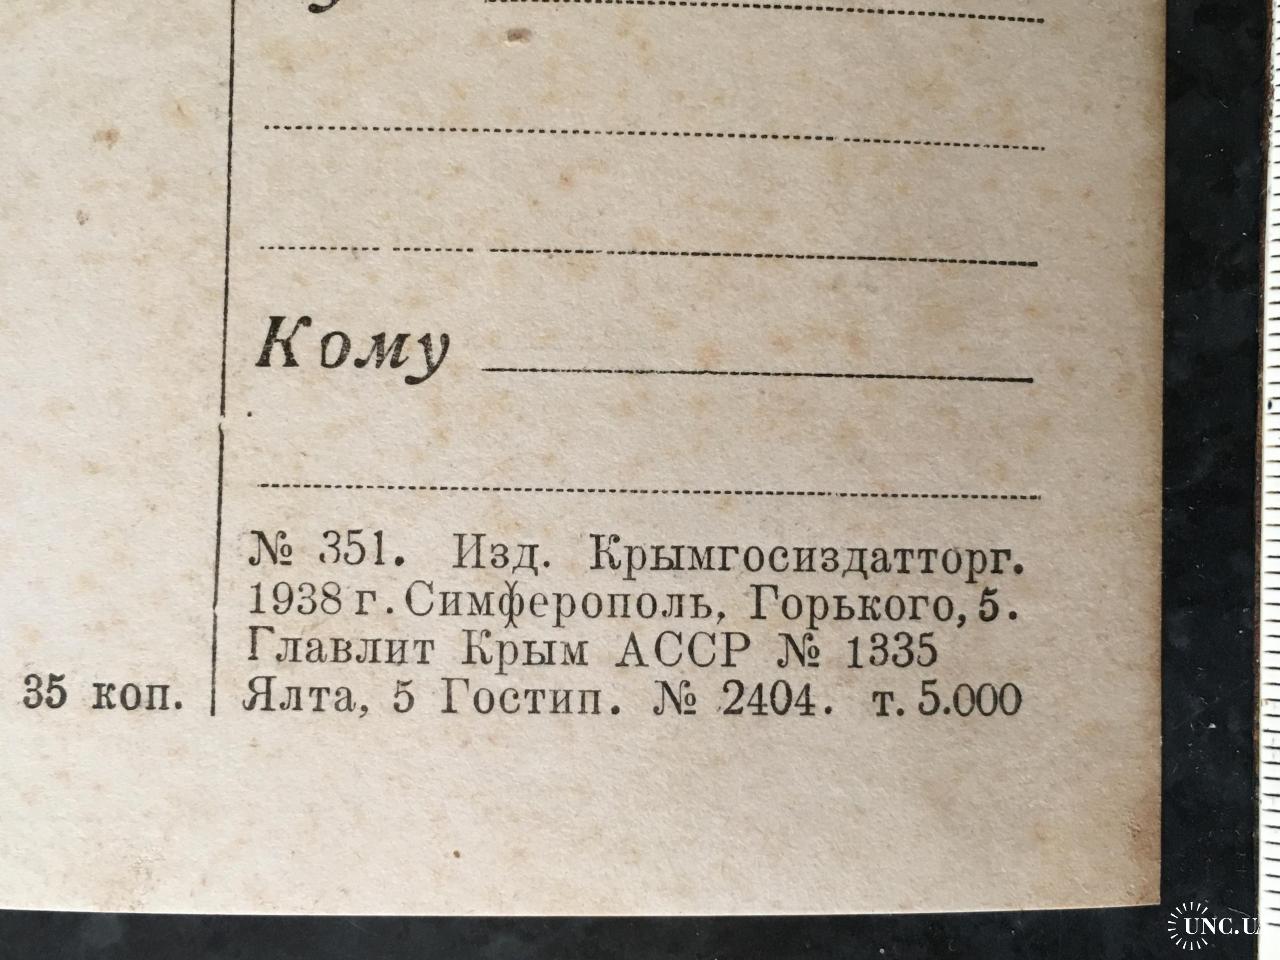 Кому
№ 351. Изд. Крымгосиздатторг.
1938 г. Симферополь, Горького, 5.
Главлит Крым АССР № 1335
35 коп.
Ялта, 5 Гостип. № 2404. т. 5.000
UNC.U